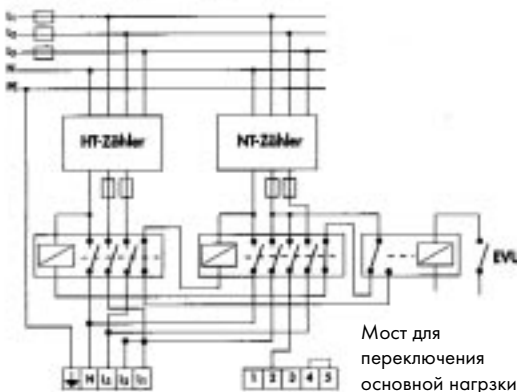 L₁
L₂
L₃
N
PE
HT-Zähler
NT-Zähler
EVU
Мост для
переключения
основной нагрзки
N L₃ L₂ L₁
1 2 3 4 5